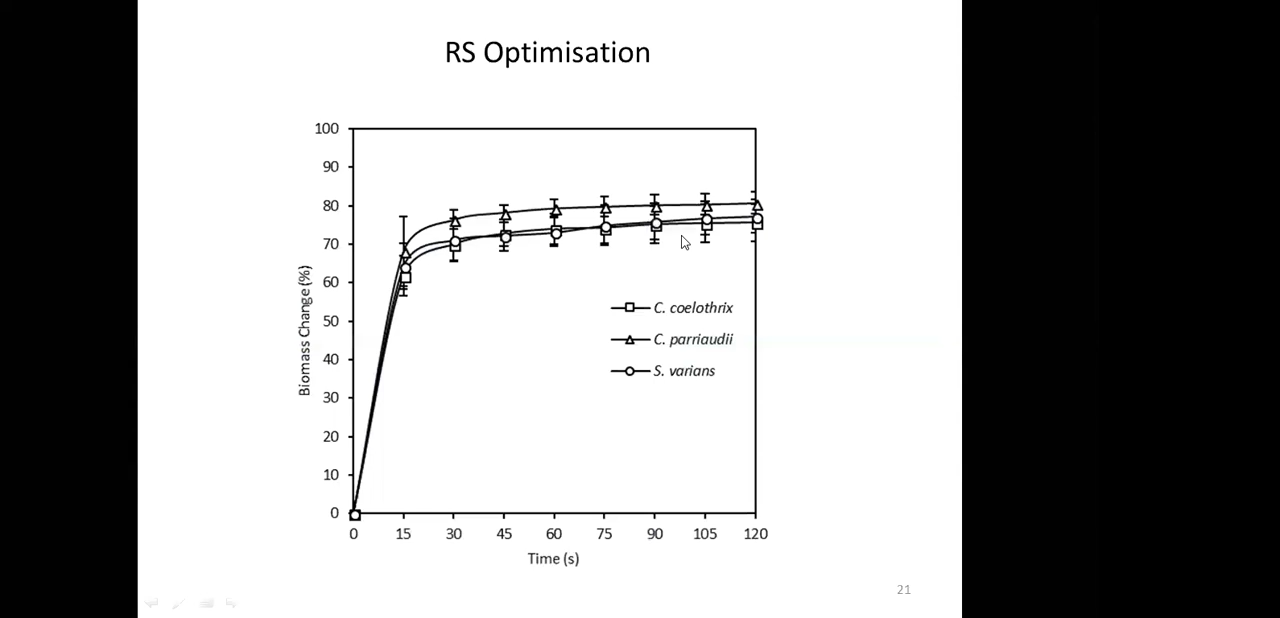 RS Optimisation
100
90
80
70
60
50
40
30
20
10
0
Biomass Change (%)
C. coelothrix
C. parriaudii
S. varians
0 15 30 45 60 75 90 105 120
Time (s)
21